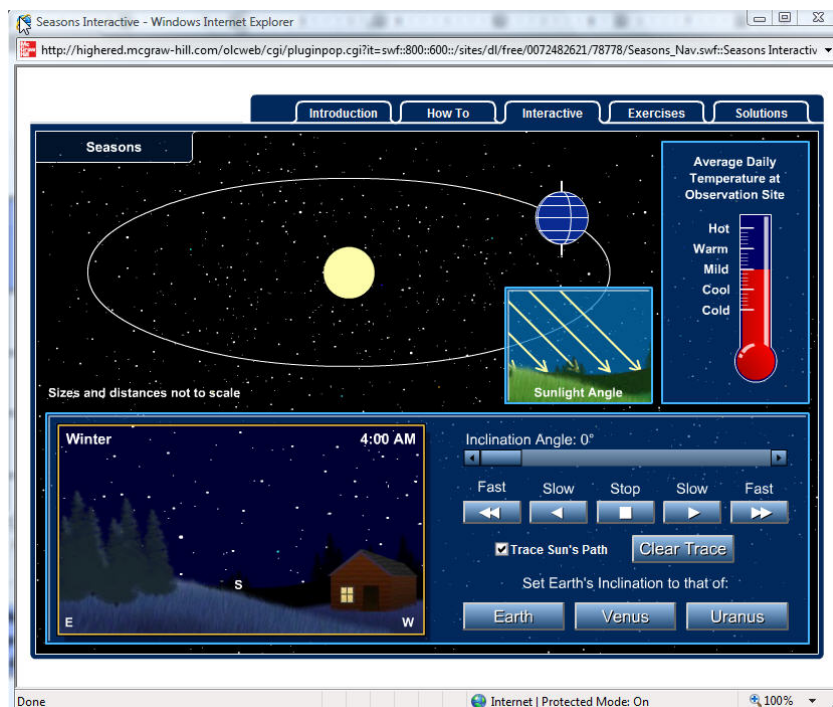 Seasons Interactive - Windows Internet Explorer
http://highered.mcgraw-hill.com/olcweb/cgi/pluginpop.cgi?it=swf::800::600::/sites/dl/free/0072482621/78778/Seasons_Nav.swf::Seasons Interactiv
Introduction How To Interactive Exercises Solutions
Seasons
Average Daily
Temperature at
Observation Site
Hot
Warm
Mild
Cool
Cold
Sunlight Angle
Sizes and distances not to scale
Winter 4:00 AM
S
E W
Inclination Angle: 0°
Fast Slow Stop Slow Fast
Trace Sun's Path Clear Trace
Set Earth's Inclination to that of:
Earth Venus Uranus
Done Internet | Protected Mode: On 100%